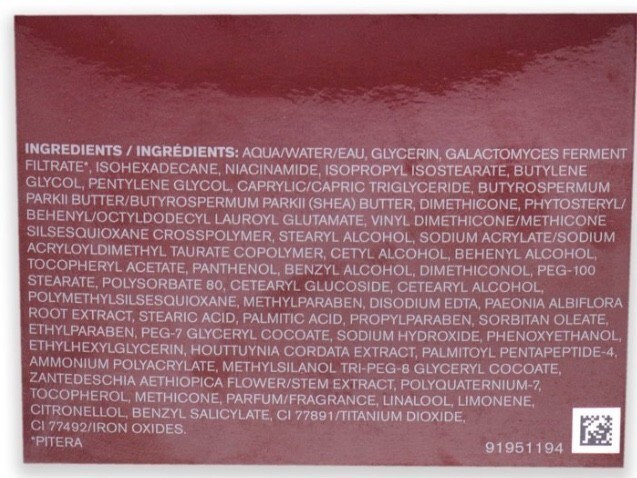 INGREDIENTS / INGRÉDIENTS: AQUA/WATER/EAU, GLYCERIN, GALACTOMYCES FERMENT
FILTRATE*, ISOHEXADECANE, NIACINAMIDE, ISOPROPYL ISOSTEARATE, BUTYLENE
GLYCOL, PENTYLENE GLYCOL, CAPRYLIC/CAPRIC TRIGLYCERIDE, BUTYROSPERMUM
PARKII BUTTER/BUTYROSPERMUM PARKII (SHEA) BUTTER, DIMETHICONE, PHYTOSTERYL/
BEHENYL/OCTYLDODECYL LAUROYL GLUTAMATE, VINYL DIMETHICONE/METHICONE
SILSESQUIOXANE CROSSPOLYMER, STEARYL ALCOHOL, SODIUM ACRYLATE/SODIUM
ACRYLOYLDIMETHYL TAURATE COPOLYMER, CETYL ALCOHOL, BEHENYL ALCOHOL,
TOCOPHERYL ACETATE, PANTHENOL, BENZYL ALCOHOL, DIMETHICONOL, PEG-100
STEARATE, POLYSORBATE 80, CETEARYL GLUCOSIDE, CETEARYL ALCOHOL,
POLYMETHYLSILSESQUIOXANE, METHYLPARABEN, DISODIUM EDTA, PAEONIA ALBIFLORA
ROOT EXTRACT, STEARIC ACID, PALMITIC ACID, PROPYLPARABEN, SORBITAN OLEATE,
ETHYLPARABEN, PEG-7 GLYCERYL COCOATE, SODIUM HYDROXIDE, PHENOXYETHANOL,
ETHYLHEXYLGLYCERIN, HOUTTUYNIA CORDATA EXTRACT, PALMITOYL PENTAPEPTIDE-4,
AMMONIUM POLYACRYLATE, METHYLSILANOL TRI-PEG-8 GLYCERYL COCOATE,
ZANTEDESCHIA AETHIOPICA FLOWER/STEM EXTRACT, POLYQUATERNIUM-7,
TOCOPHEROL, METHICONE, PARFUM/FRAGRANCE, LINALOOL, LIMONENE,
CITRONELLOL, BENZYL SALICYLATE, CI 77891/TITANIUM DIOXIDE,
CI 77492/IRON OXIDES.
*PITERA
91951194